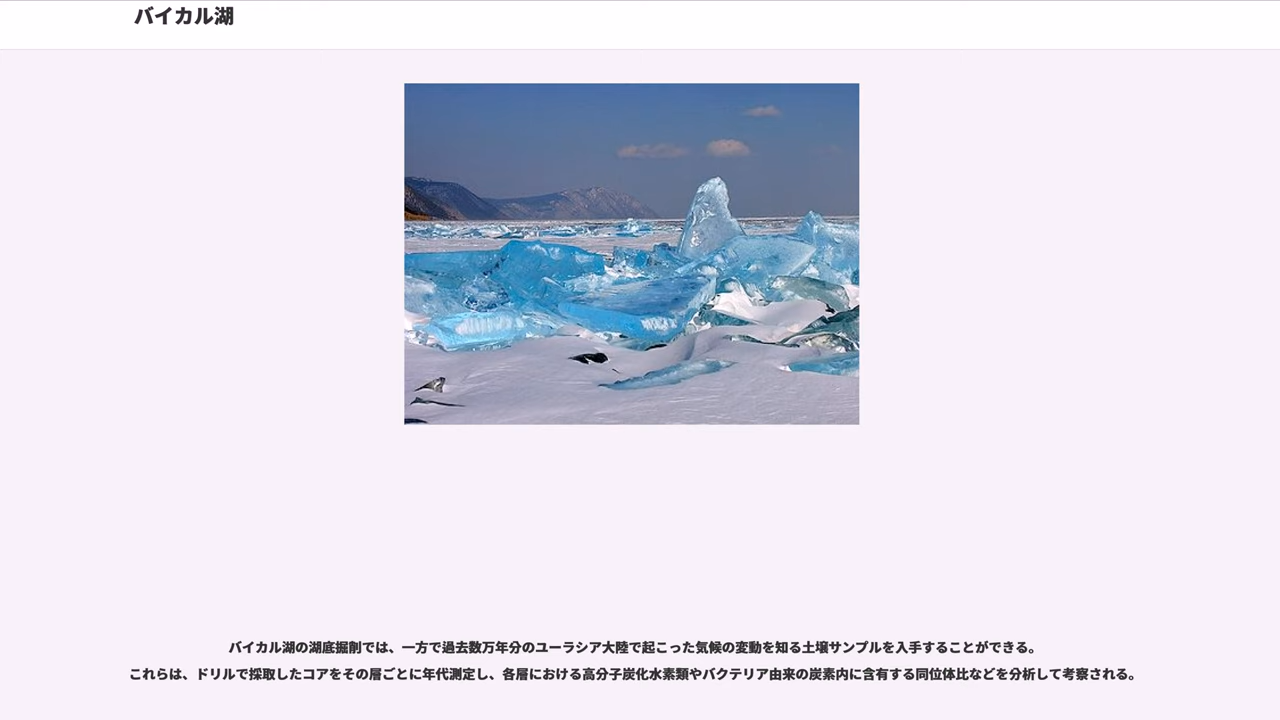 バイカル湖
バイカル湖の湖底掘削では、一方で過去数万年分のユーラシア大陸で起こった気候の変動を知る土壌サンプルを入手することができる。
これらは、ドリルで採取したコアをその層ごとに年代測定し、各層における高分子炭化水素類やバクテリア由来の炭素内に含有する同位体比などを分析して考察される。